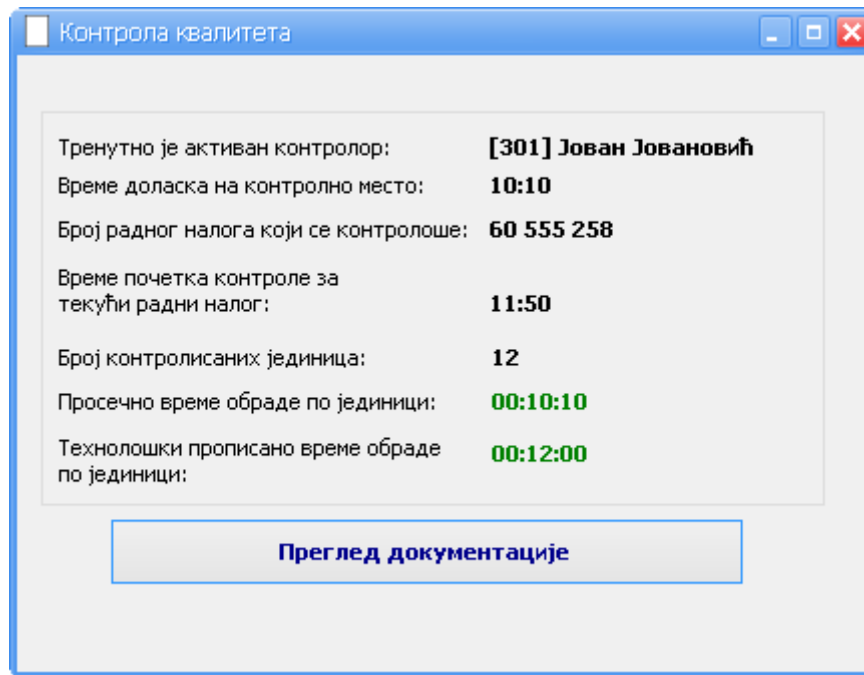 Контрола квалитета
Тренутно је активан контролор: [301] Јован Јовановић
Време доласка на контролно место: 10:10
Број радног налога који се контролоше: 60 555 258
Време почетка контроле за
текући радни налог: 11:50
Број контролисаних јединица: 12
Просечно време обраде по јединици: 00:10:10
Технолошки прописано време обраде 00:12:00
по јединици:
Преглед документације